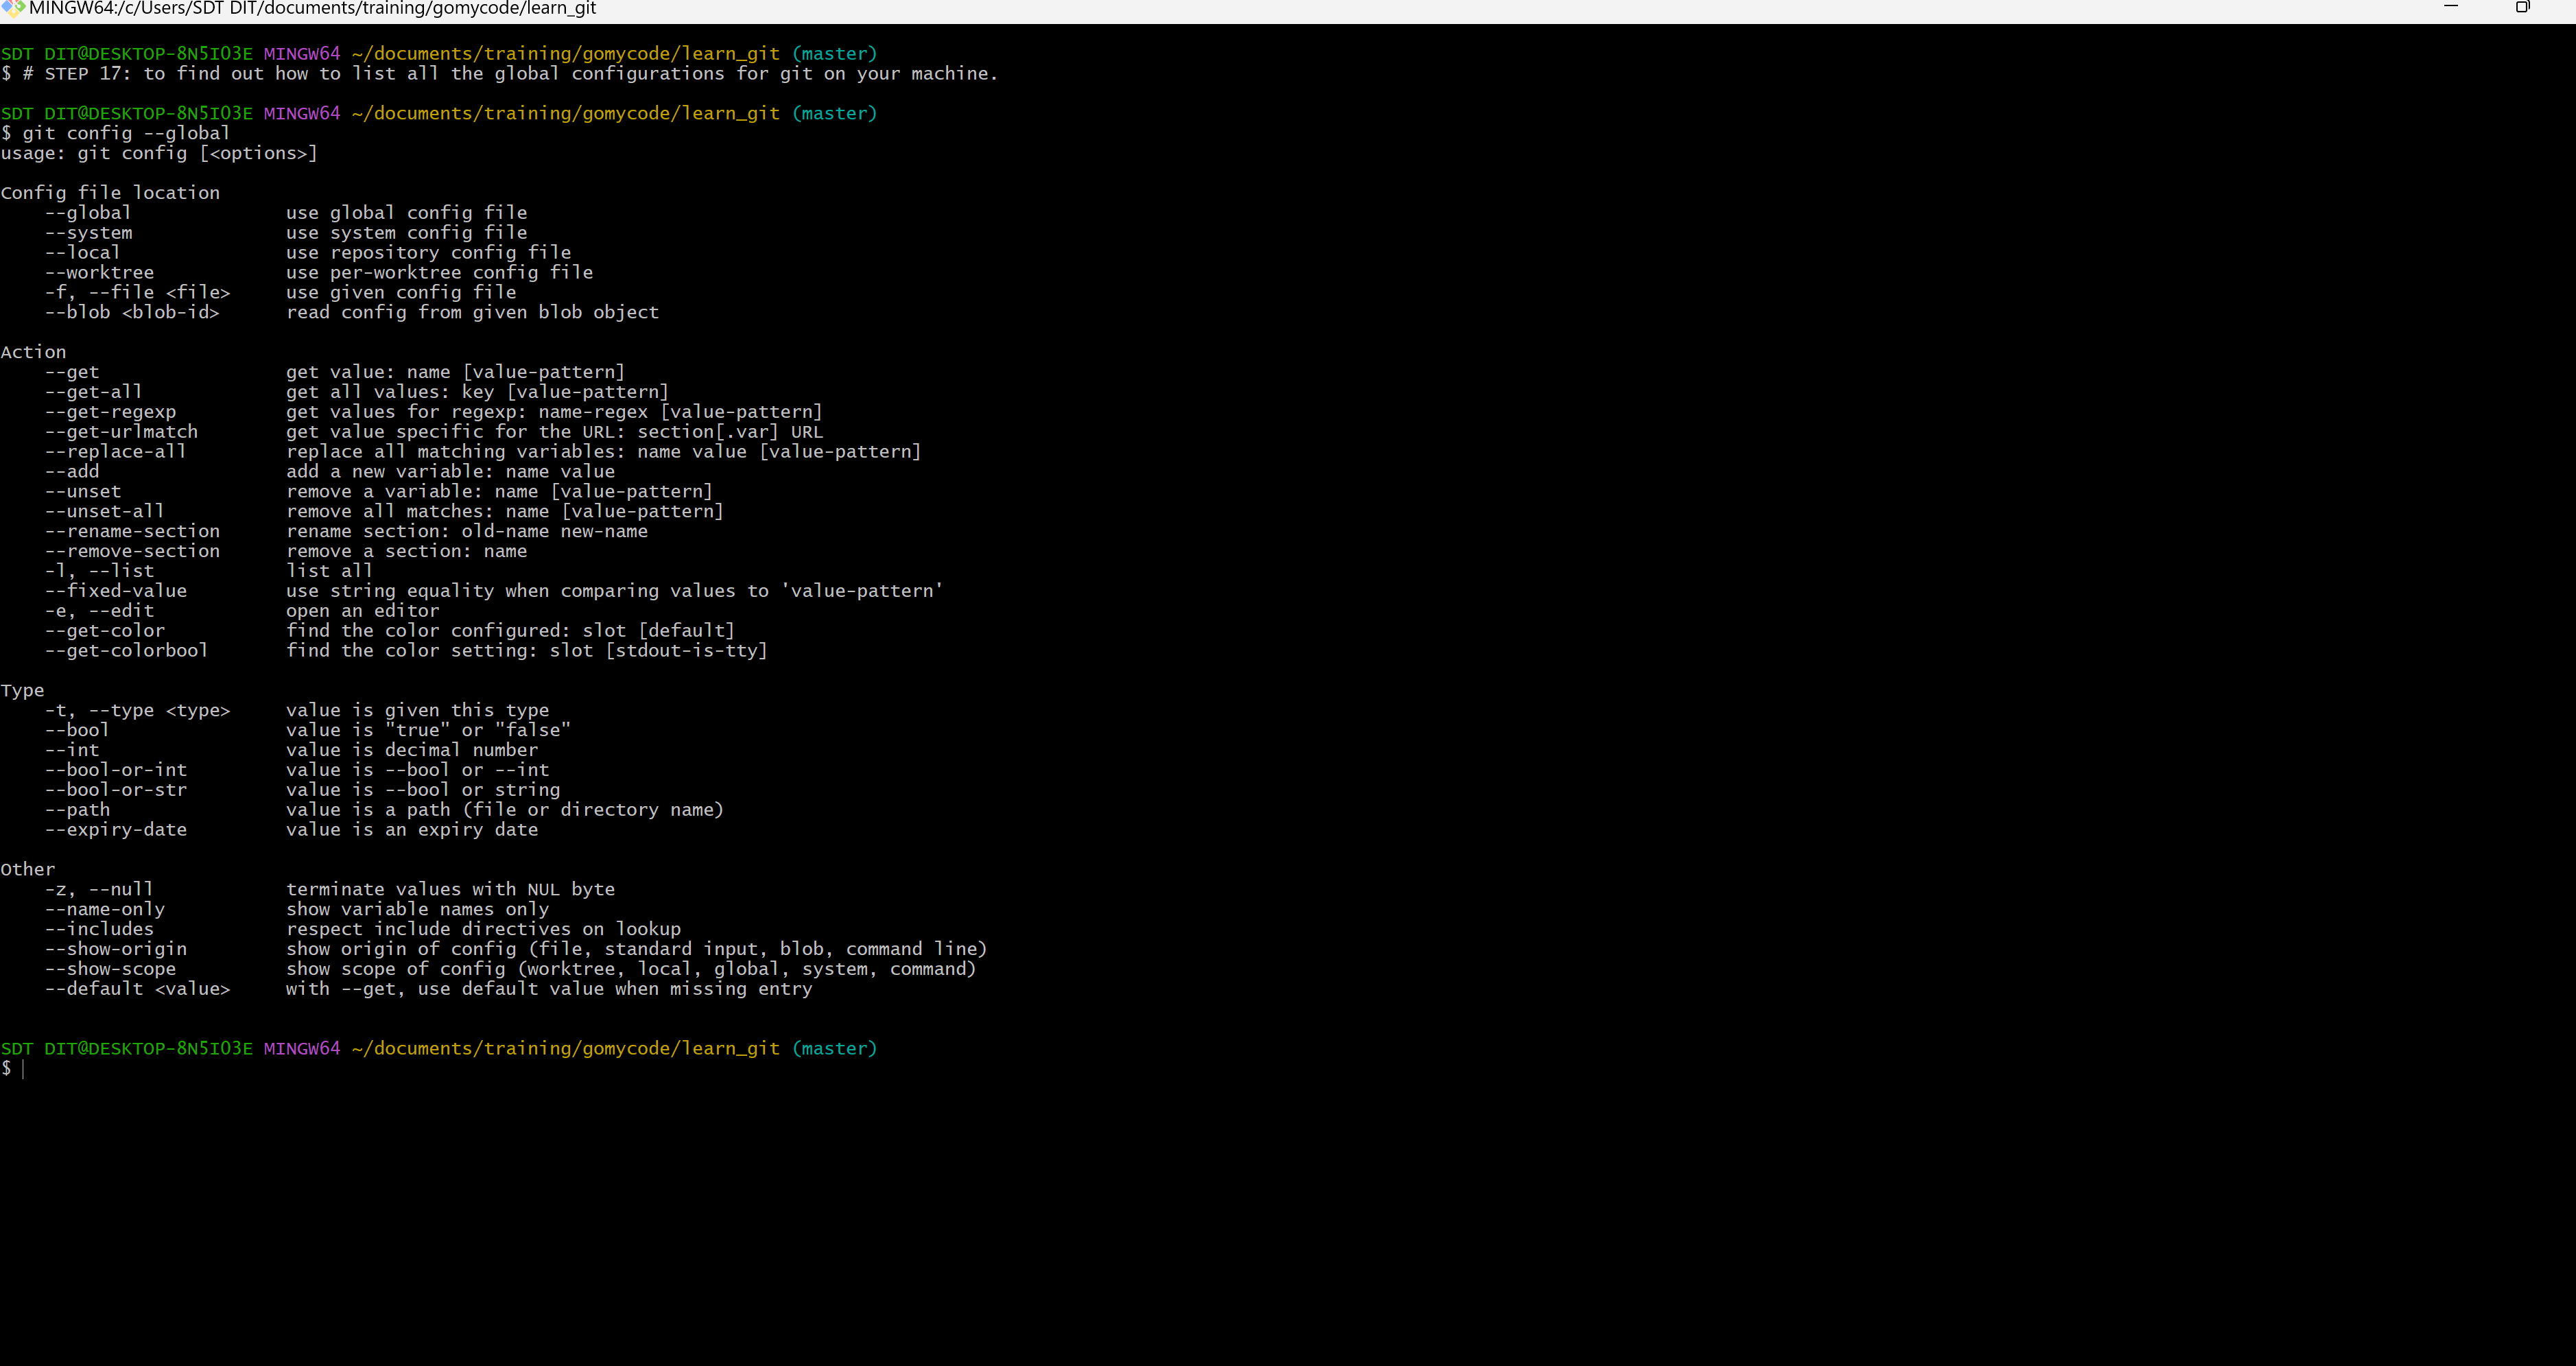 MINGW64:/c/Users/SDT DIT/documents/training/gomycode/learn_git
SDT DIT@DESKTOP-8N5IO3E MINGW64 ~/documents/training/gomycode/learn_git (master)
$ # STEP 17: to find out how to list all the global configurations for git on your machine.
SDT DIT@DESKTOP-8N5IO3E MINGW64 ~/documents/training/gomycode/learn_git (master)
$ git config --global
usage: git config [<options>]
Config file location
--global use global config file
--system use system config file
--local use repository config file
--worktree use per-worktree config file
-f, --file <file> use given config file
--blob <blob-id> read config from given blob object
Action
--get get value: name [value-pattern]
--get-all get all values: key [value-pattern]
--get-regexp get values for regexp: name-regex [value-pattern]
--get-urlmatch get value specific for the URL: section[.var] URL
--replace-all replace all matching variables: name value [value-pattern]
--add add a new variable: name value
--unset remove a variable: name [value-pattern]
--unset-all remove all matches: name [value-pattern]
--rename-section rename section: old-name new-name
--remove-section remove a section: name
-l, --list list all
--fixed-value use string equality when comparing values to 'value-pattern'
-e, --edit open an editor
--get-color find the color configured: slot [default]
--get-colorbool find the color setting: slot [stdout-is-tty]
Type
-t, --type <type> value is given this type
--bool value is "true" or "false"
--int value is decimal number
--bool-or-int value is --bool or --int
--bool-or-str value is --bool or string
--path value is a path (file or directory name)
--expiry-date value is an expiry date
Other
-z, --null terminate values with NUL byte
--name-only show variable names only
--includes respect include directives on lookup
--show-origin show origin of config (file, standard input, blob, command line)
--show-scope show scope of config (worktree, local, global, system, command)
--default <value> with --get, use default value when missing entry
SDT DIT@DESKTOP-8N5IO3E MINGW64 ~/documents/training/gomycode/learn_git (master)
$